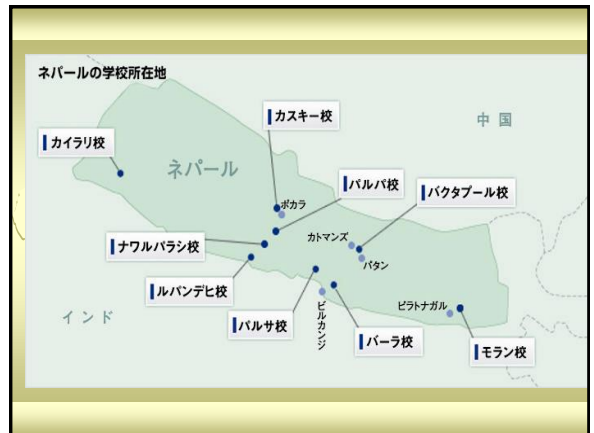 ネパールの学校所在地
カスキー校
中国
カイラリ校
ネパール
パルパ校
バクタプール校
ポカラ
カトマンズ
パタン
ナワルパラシ校
ルパンデヒ校
インド
パルサ校
ビルガンジ
バーラ校
ビラトナガル
モラン校